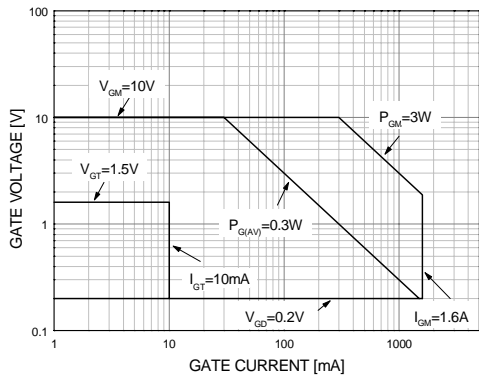 100
V_GM=10V
P_GM=3W
10
V_GT=1.5V
GATE VOLTAGE [V]
1
P_G(AV)=0.3W
I_GT=10mA
V_GD=0.2V
I_GM=1.6A
0.1
1
10
100
1000
GATE CURRENT [mA]